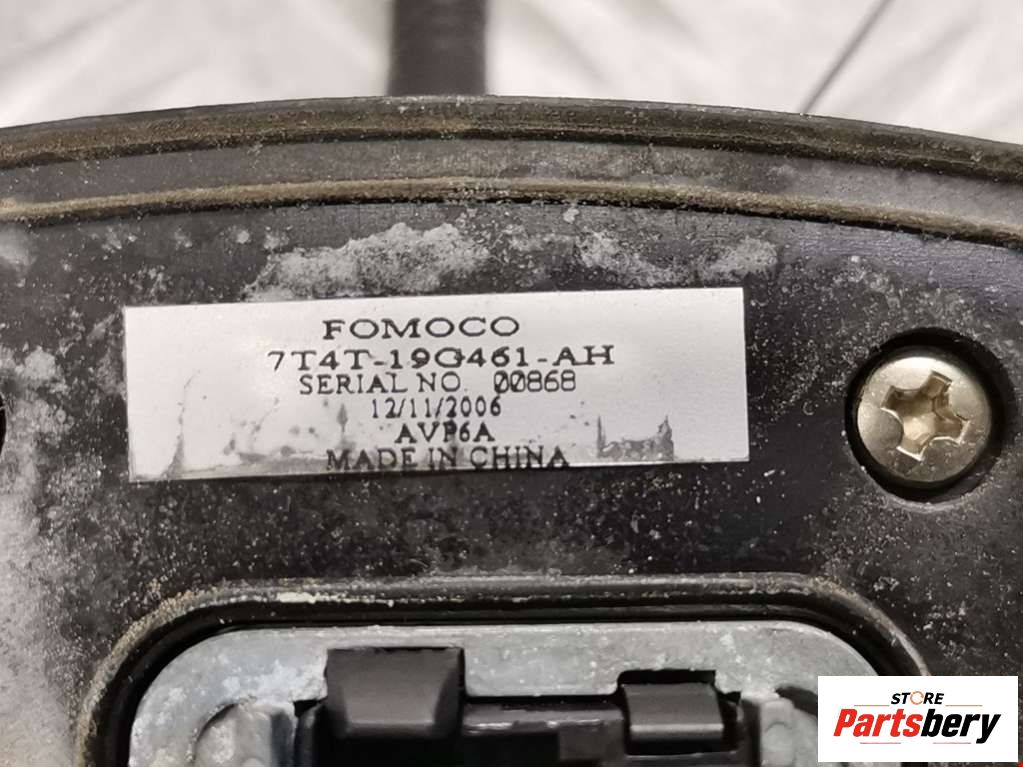 FOMOCO
7T4T-19G461-AH
SERIAL NO. 00868
12/11/2006
AVP6A
MADE IN CHINA
STORE
Partsbery